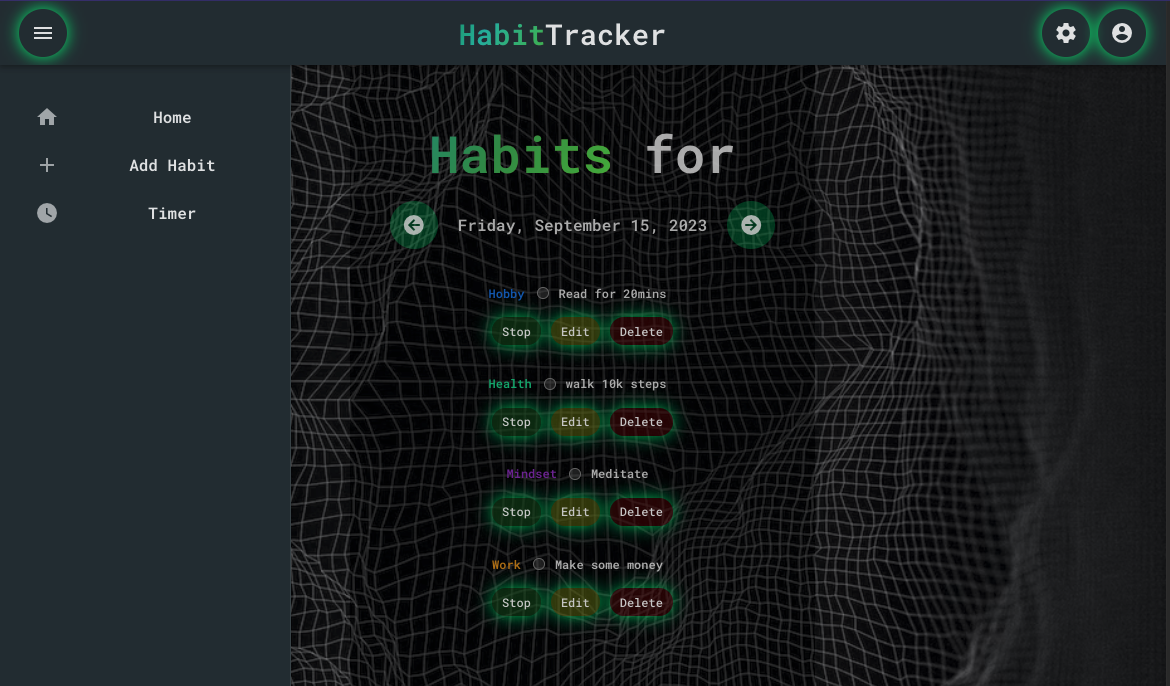 HabitTracker
Home
Add Habit
Timer
Habits for
Friday, September 15, 2023
Hobby Read for 20mins
Stop Edit Delete
Health walk 10k steps
Stop Edit Delete
Mindset Meditate
Stop Edit Delete
Work Make some money
Stop Edit Delete